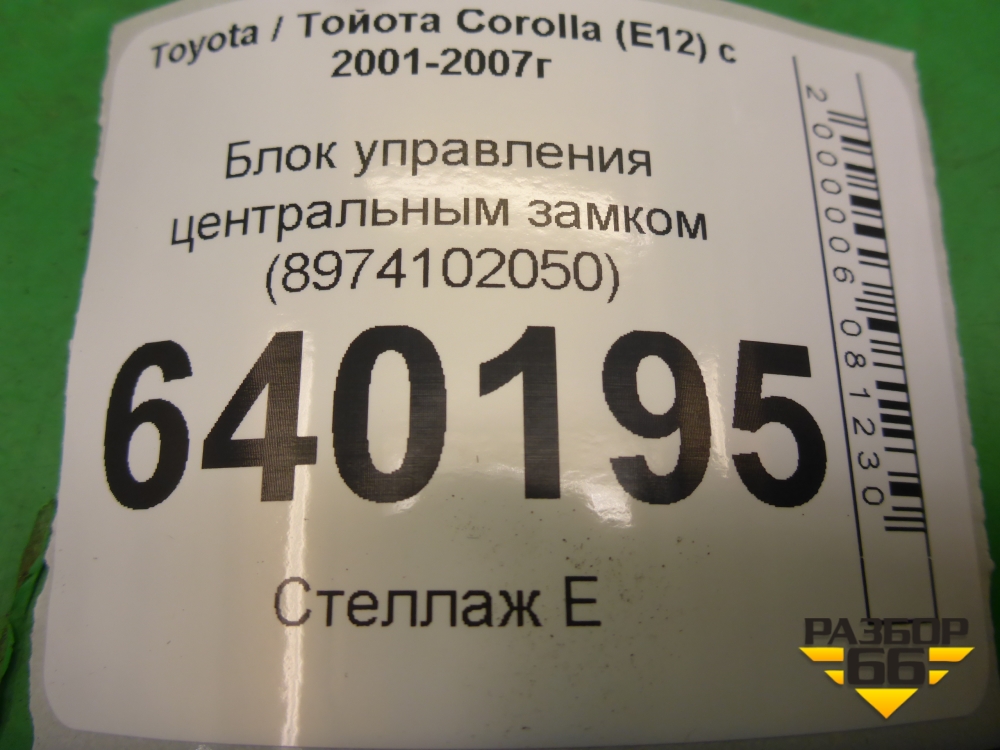 Toyota / Тойота Corolla (E12) с
2001-2007г
Блок управления
центральным замком
(8974102050)
640195
Стеллаж Е
2000006081230
РАЗБОР
66